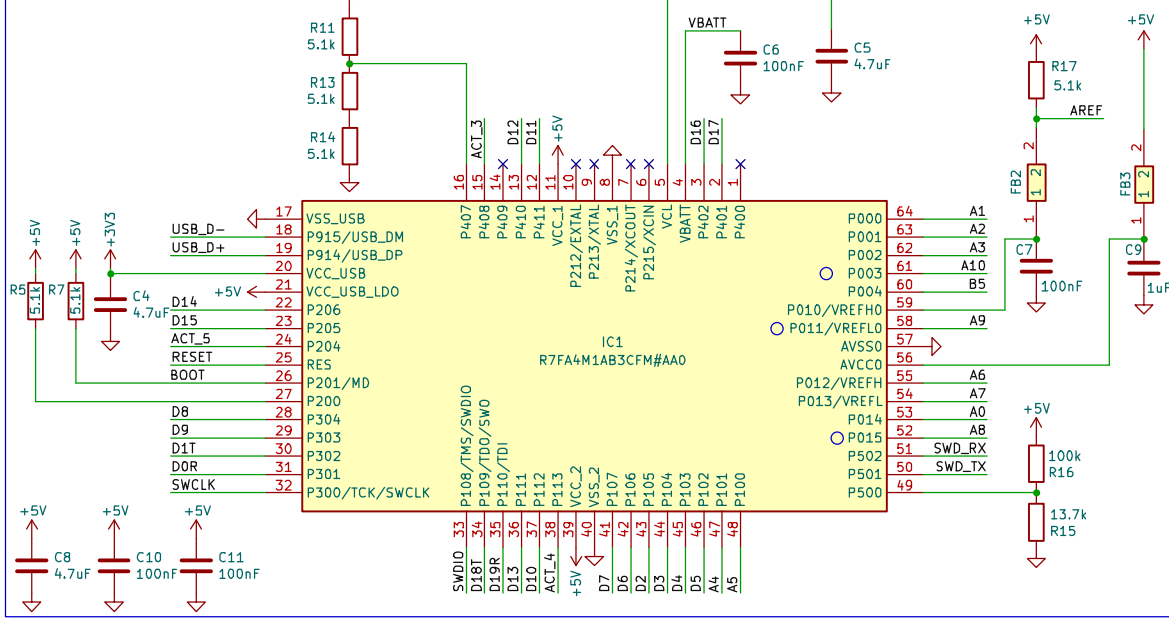 R11
5.1k
R13
5.1k
R14
5.1k
VBATT
C6
100nF
C5
4.7uF
+5V
R17
5.1k
AREF
FB2
2
1 2
1
C7
100nF
+5V
FB3
2
1 2
1
C9
1uF
ACT_3
D12
D11
+5V
D16
D17
16
15
14
13
12
11
10
9
8
7
6
5
4
3
2
1
P407
P408
P409
P410
P411
VCC_1
P212/EXTAL
P213/XTAL
VSS_1
P214/XCOUT
P215/XCIN
VCL
VBATT
P402
P401
P400
+5V
+5V
+3V3
R5
5.1k
R7
5.1k
C4
4.7uF
17 VSS_USB
USB_D- 18 P915/USB_DM
USB_D+ 19 P914/USB_DP
20 VCC_USB
+5V 21 VCC_USB_LDO
D14 22 P206
D15 23 P205
ACT_5 24 P204
RESET 25 RES
BOOT 26 P201/MD
27 P200
D8 28 P304
D9 29 P303
D1T 30 P302
D0R 31 P301
SWCLK 32 P300/TCK/SWCLK
IC1
R7FA4M1AB3CFM#AA0
P000 64 A1
P001 63 A2
P002 62 A3
P003 61 A10
P004 60 B5
P010/VREFH0 59
P011/VREFL0 58 A9
AVSS0 57
AVCC0 56
P012/VREFH 55 A6
P013/VREFL 54 A7
P014 53 A0
P015 52 A8
P502 51 SWD_RX
P501 50 SWD_TX
P500 49
+5V
100k
R16
13.7k
R15
P108/TMS/SWDIO
P109/TDO/SWO
P110/TDI
P111
P112
P113
VCC_2
VSS_2
P107
P106
P105
P104
P103
P102
P101
P100
33
34
35
36
37
38
39
40
41
42
43
44
45
46
47
48
SWDIO
D18T
D19R
D13
D10
ACT_4
+5V
D7
D6
D2
D3
D4
D5
A4
A5
+5V
C8
4.7uF
+5V
C10
100nF
+5V
C11
100nF